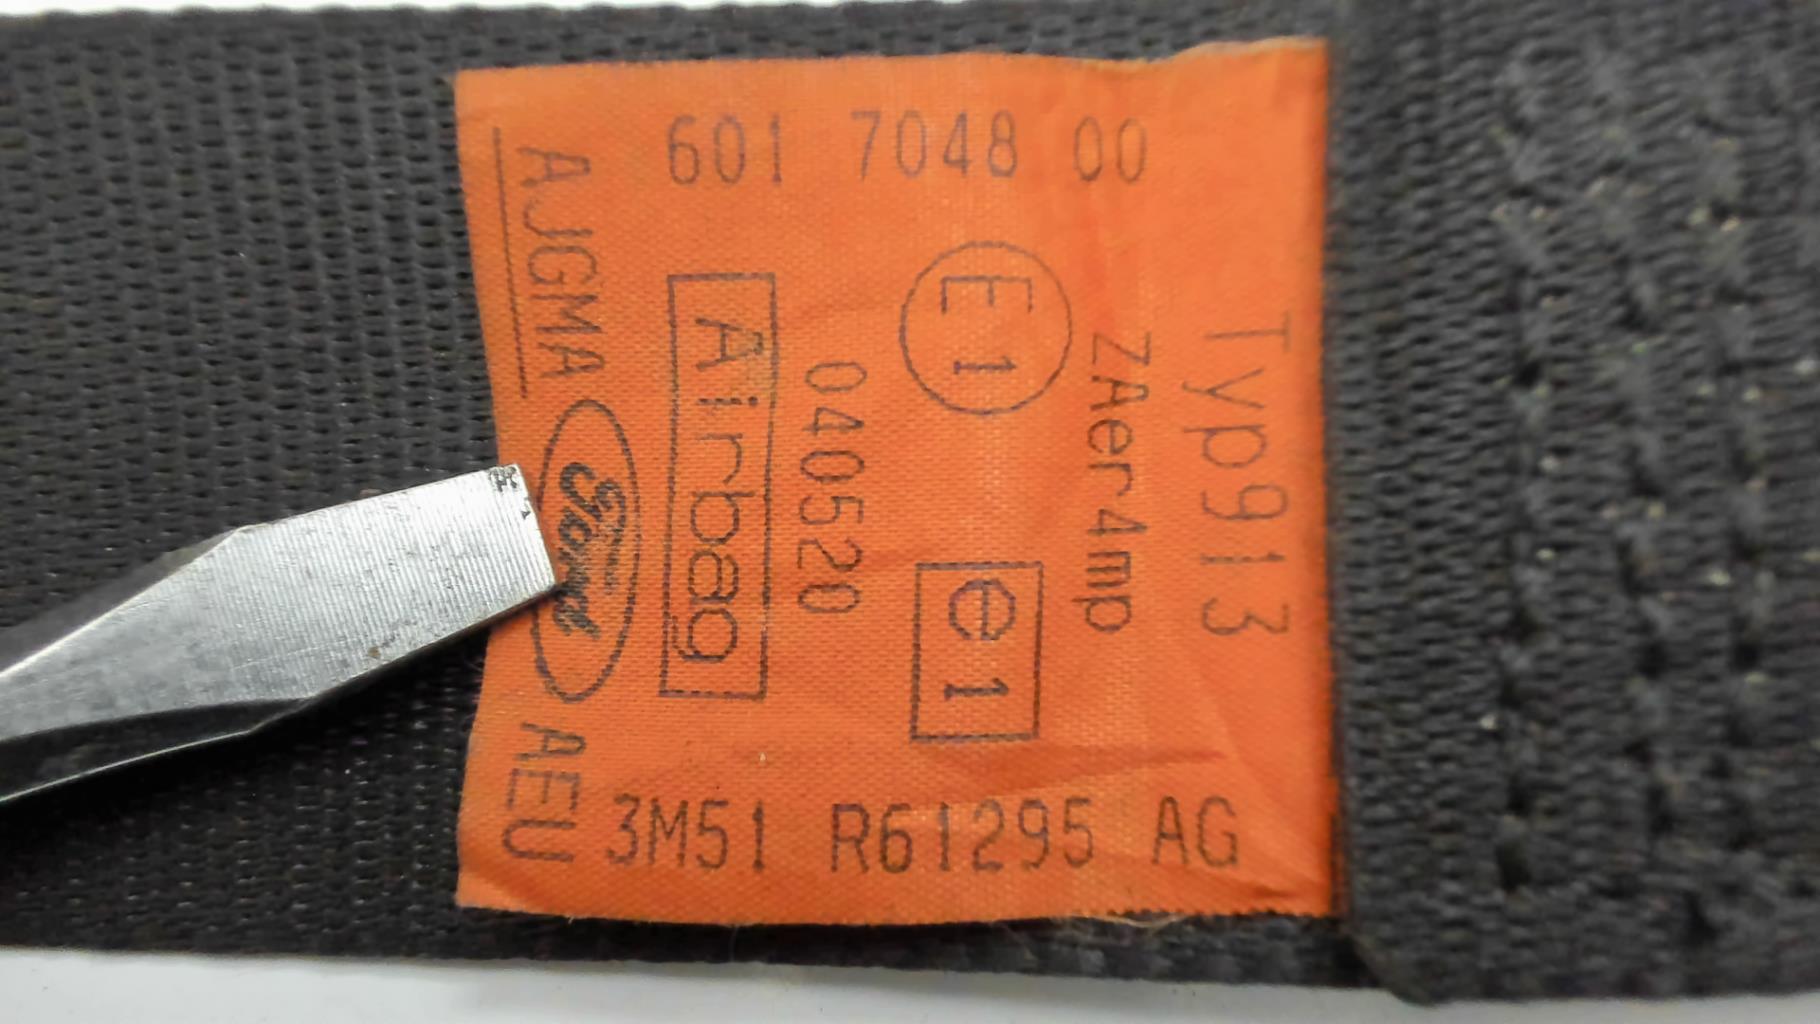 601 7048 00
Typ913
ZAer4mp
E1
e1
040520
Airbag
AJGMA
Ford
AEU
3M51 R61295 AG